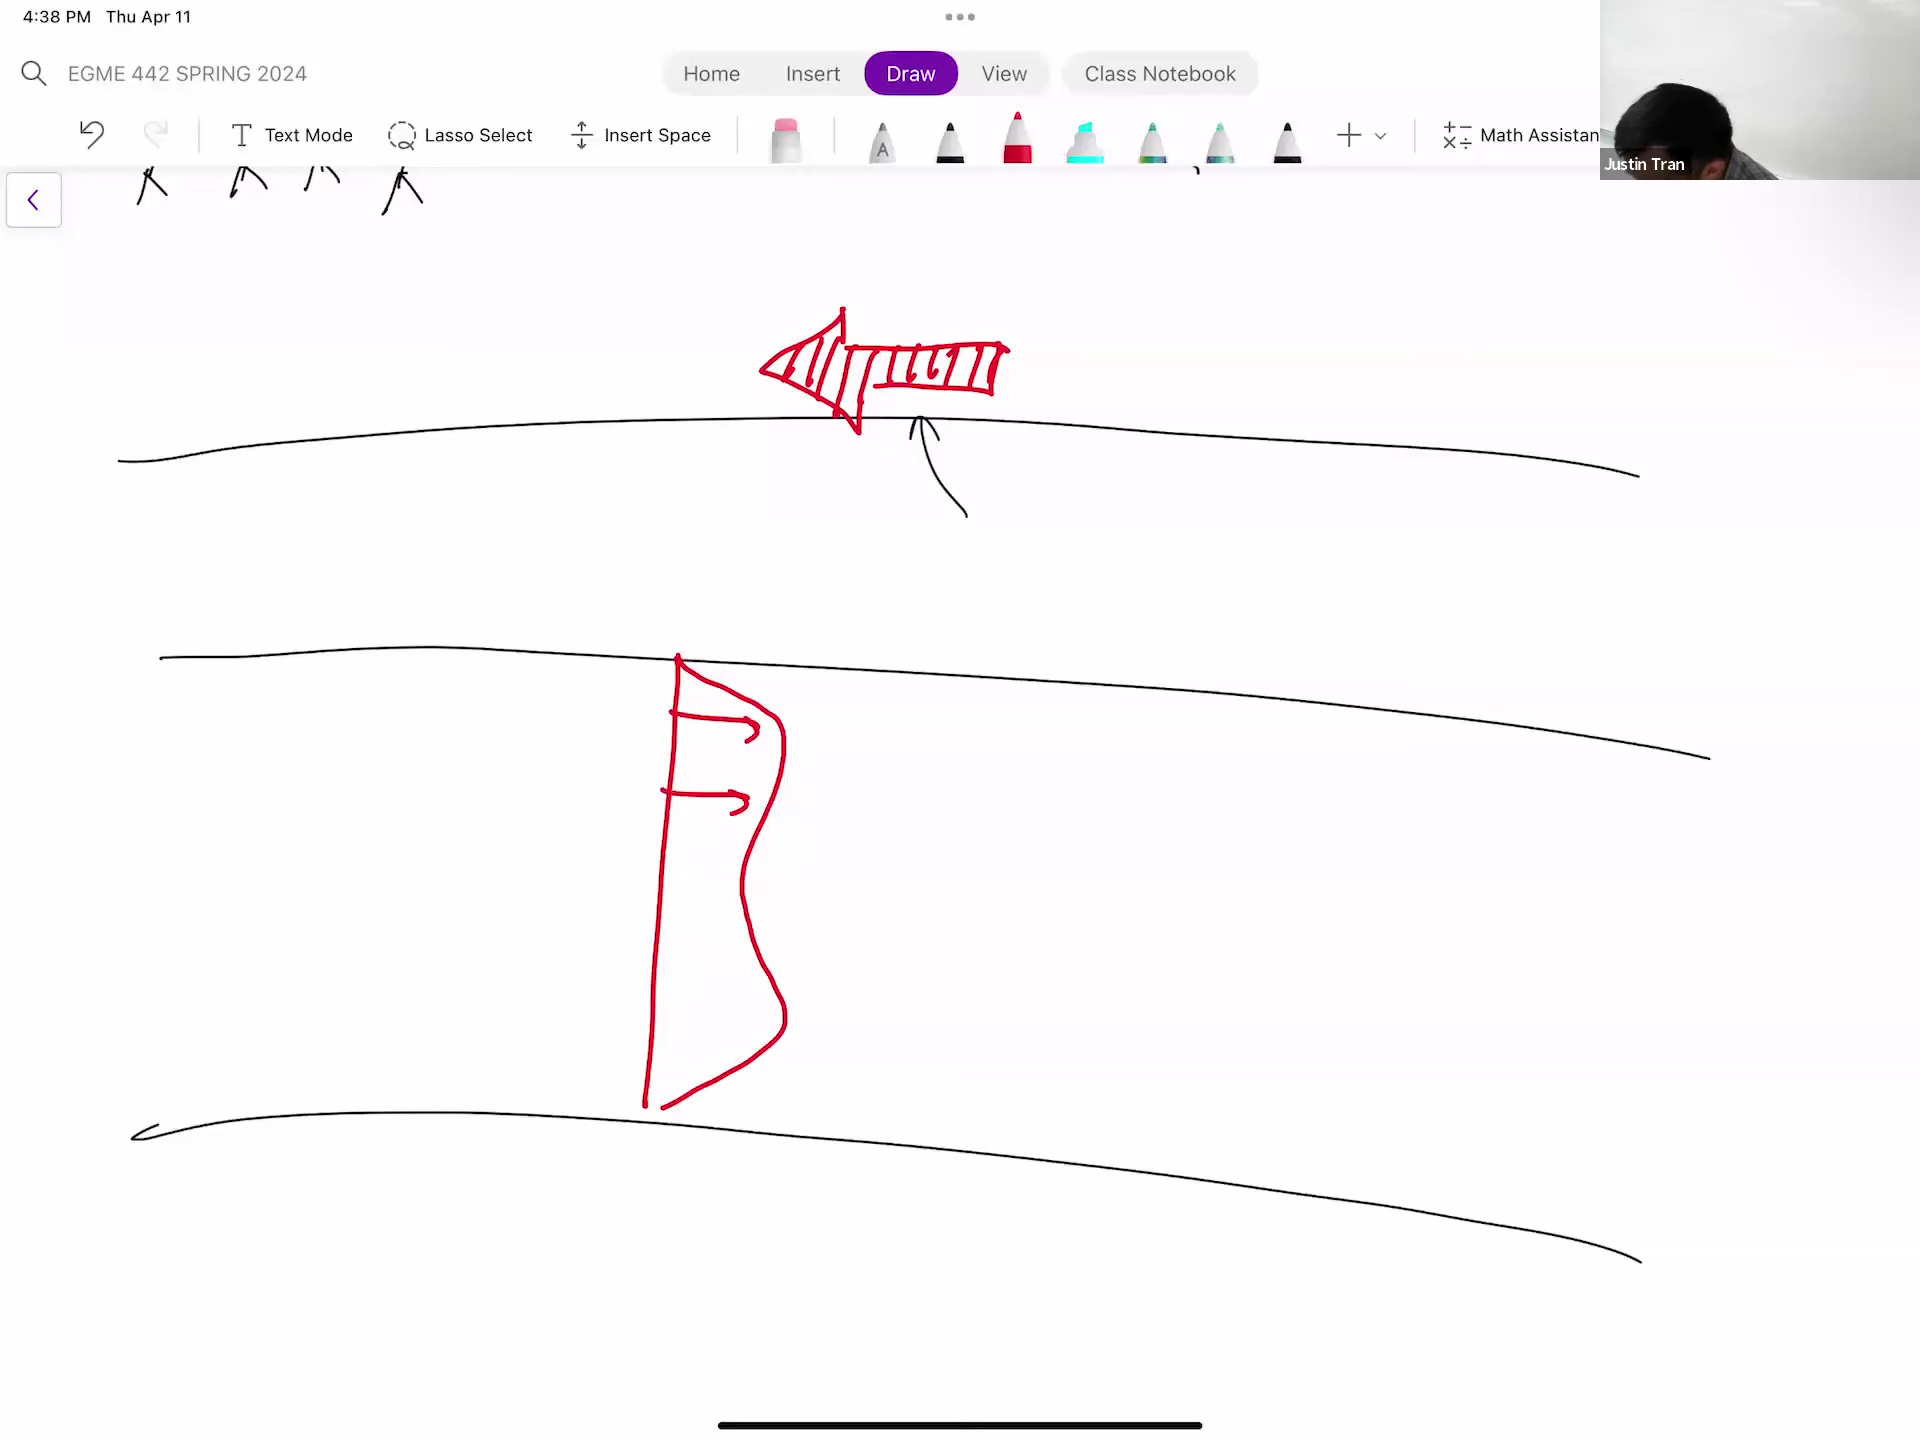 4:38 PM Thu Apr 11
EGME 442 SPRING 2024
Home Insert Draw View Class Notebook
Text Mode Lasso Select Insert Space A Math Assistan
Justin Tran